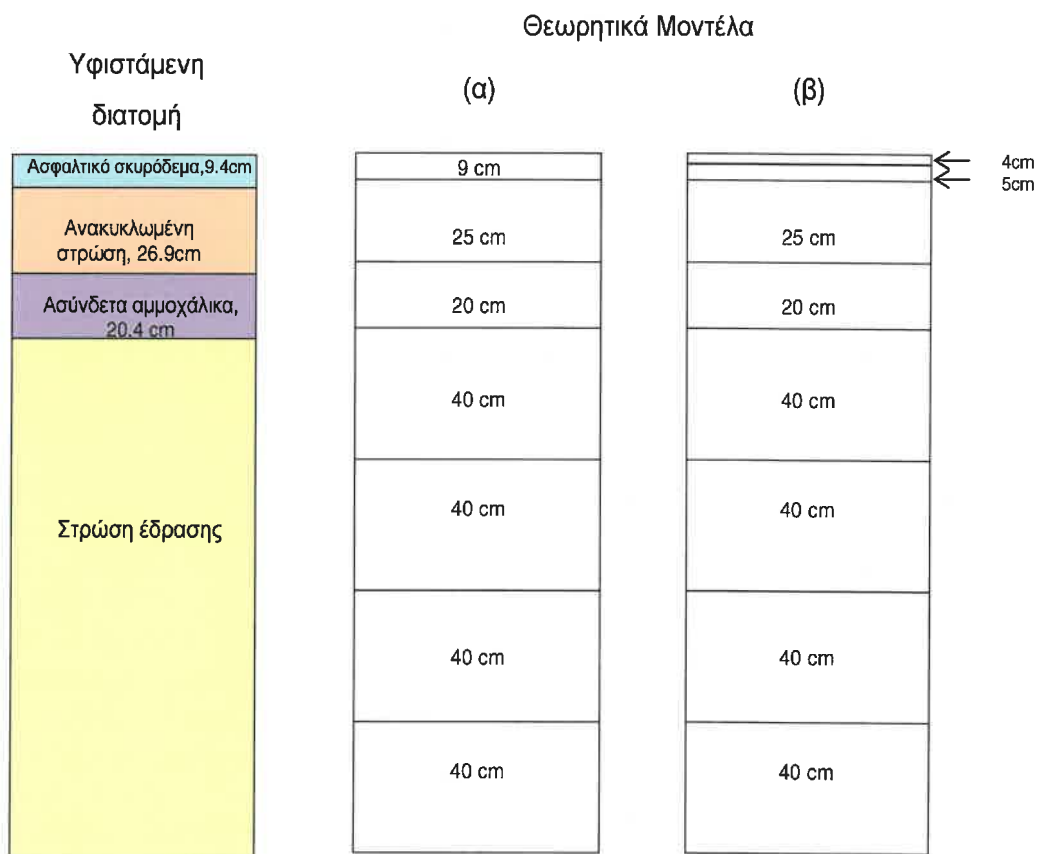 Θεωρητικά Μοντέλα
Υφιστάμενη
διατομή
(α)
(β)
Ασφαλτικό σκυρόδεμα,9.4cm
Ανακυκλωμένη
στρώση, 26.9cm
Ασύνδετα αμμοχάλικα,
20.4 cm
Στρώση έδρασης
9 cm
25 cm
20 cm
40 cm
40 cm
40 cm
40 cm
4cm
5cm
25 cm
20 cm
40 cm
40 cm
40 cm
40 cm